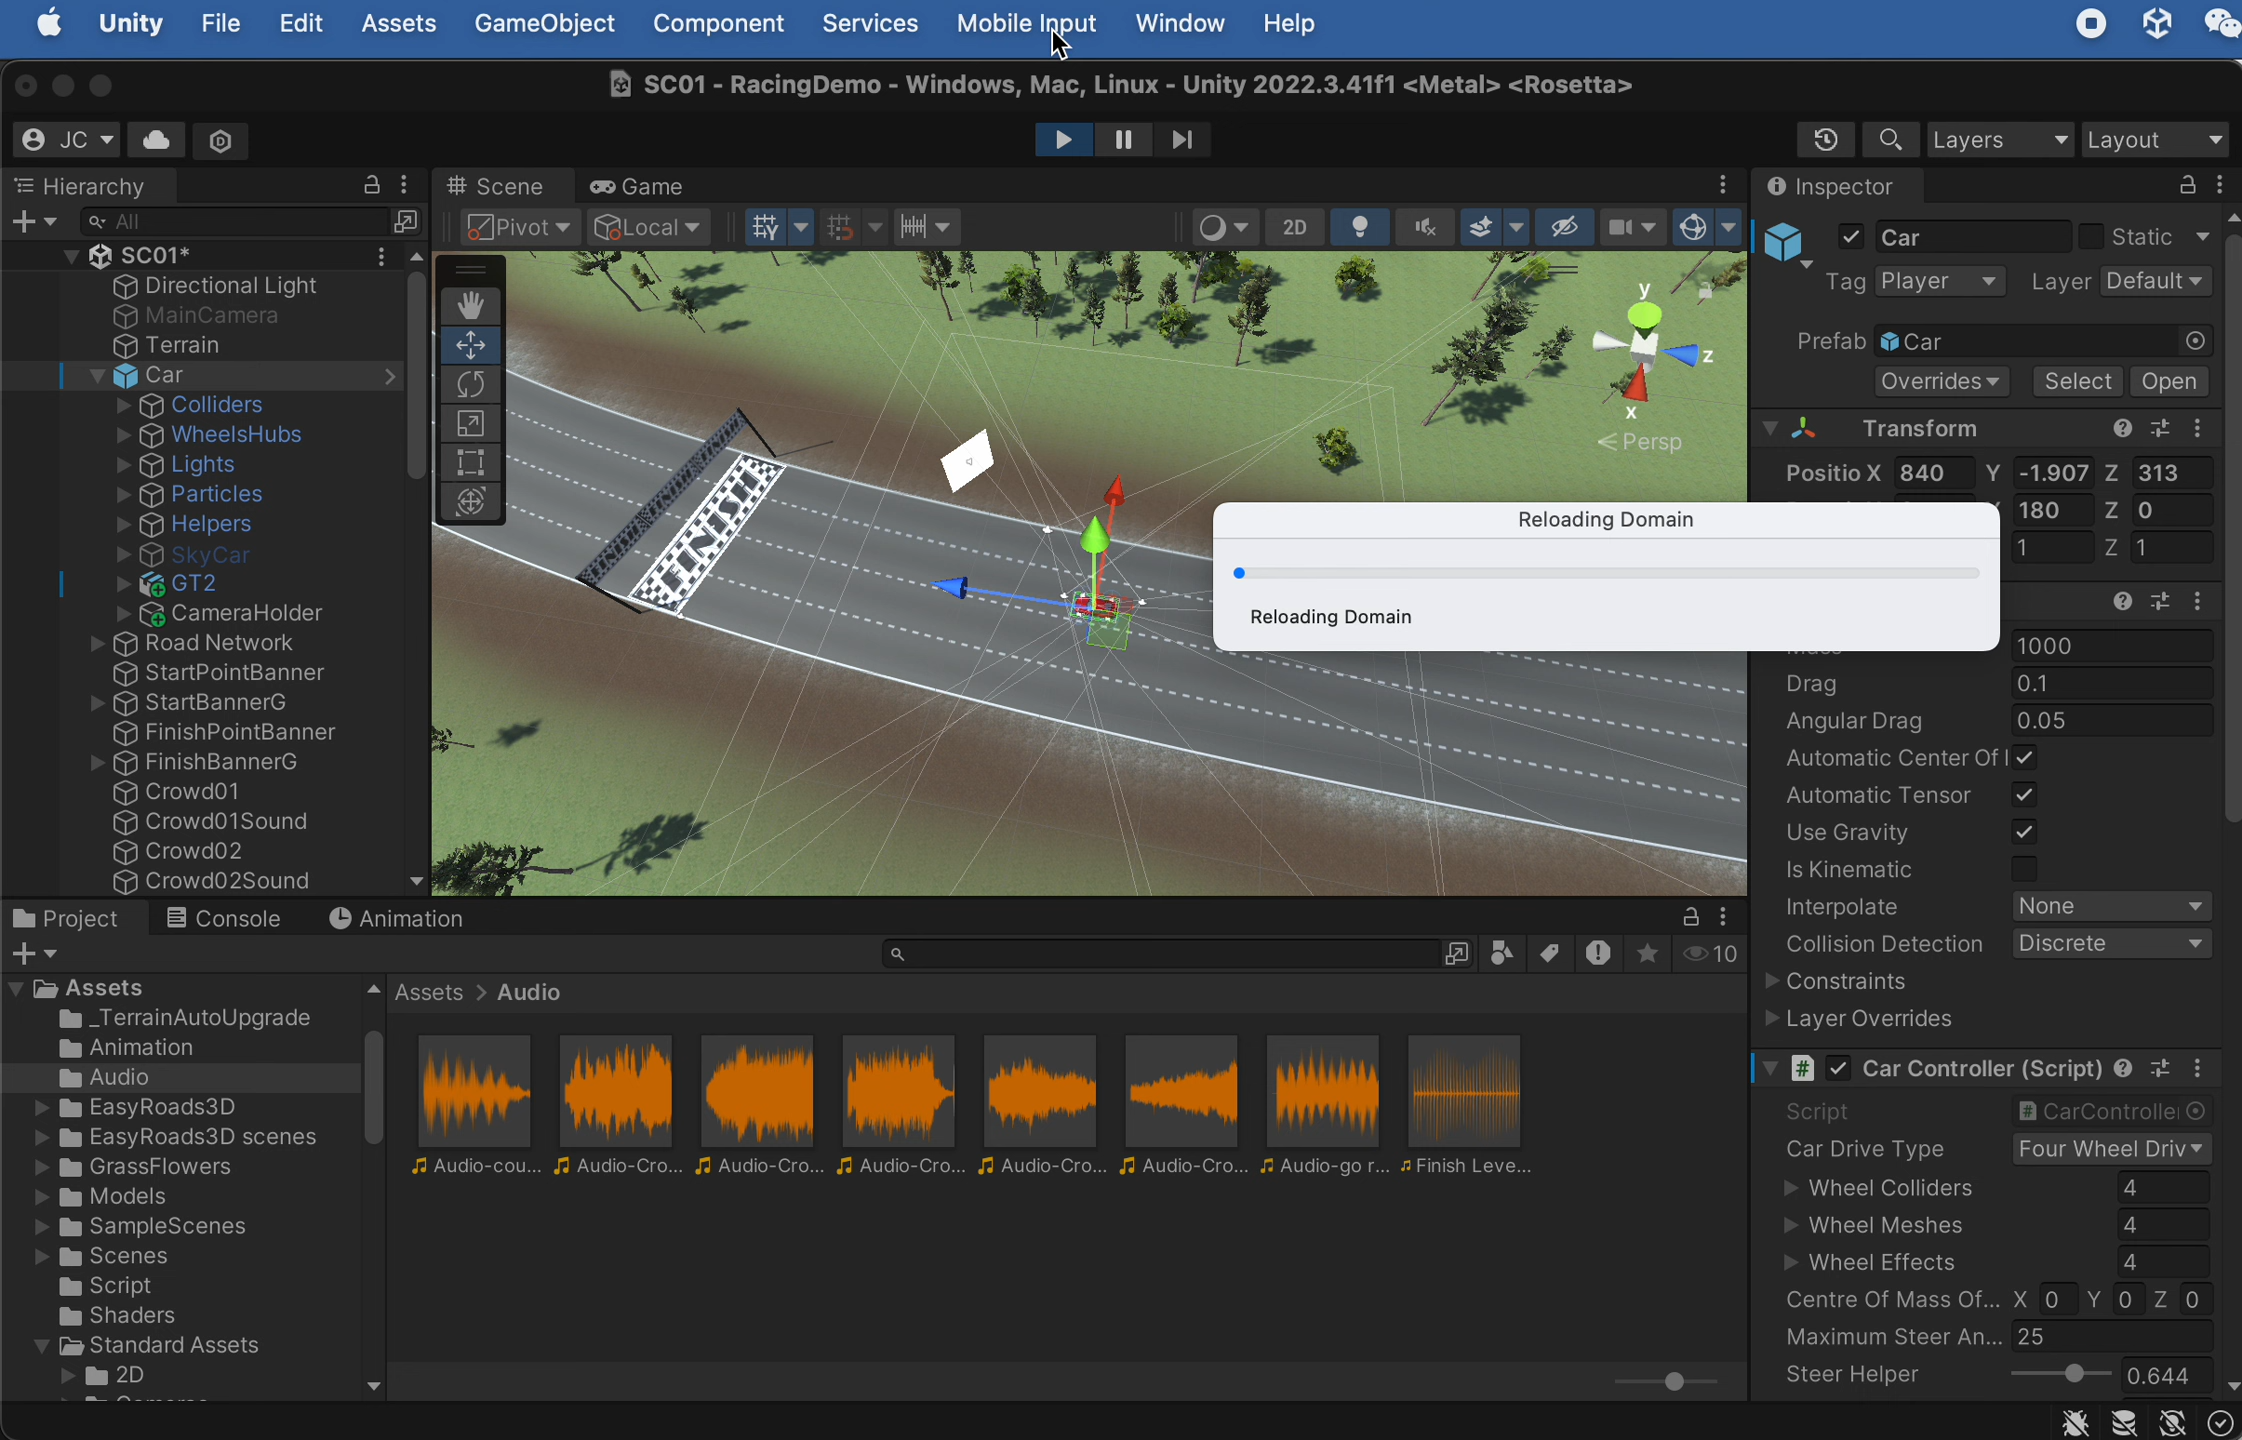 Unity File Edit Assets GameObject Component Services Mobile Input Window Help
SC01 - RacingDemo - Windows, Mac, Linux - Unity 2022.3.41f1 <Metal> <Rosetta>
JC
Layers
Layout
Hierarchy
All
SC01*
Directional Light
MainCamera
Terrain
Car
Colliders
WheelsHubs
Lights
Particles
Helpers
SkyCar
GT2
CameraHolder
Road Network
StartPointBanner
StartBannerG
FinishPointBanner
FinishBannerG
Crowd01
Crowd01Sound
Crowd02
Crowd02Sound
Scene
Game
Pivot
Local
2D
y
z
x
Persp
FINISH
Reloading Domain
Reloading Domain
Inspector
Car
Static
Tag Player Layer Default
Prefab Car
Overrides Select Open
Transform
Positio X 840 Y -1.907 Z 313
180 Z 0
1 Z 1
1000
Drag 0.1
Angular Drag 0.05
Automatic Center Of
Automatic Tensor
Use Gravity
Is Kinematic
Interpolate None
Collision Detection Discrete
Constraints
Layer Overrides
# Car Controller (Script)
Script # CarControlle
Car Drive Type Four Wheel Driv
Wheel Colliders 4
Wheel Meshes 4
Wheel Effects 4
Centre Of Mass Of... X 0 Y 0 Z 0
Maximum Steer An... 25
Steer Helper 0.644
Project
Console
Animation
10
Assets
_TerrainAutoUpgrade
Animation
Audio
EasyRoads3D
EasyRoads3D scenes
GrassFlowers
Models
SampleScenes
Scenes
Script
Shaders
Standard Assets
2D
Assets > Audio
Audio-cou... Audio-Cro... Audio-Cro... Audio-Cro... Audio-Cro... Audio-Cro... Audio-go r... Finish Leve...